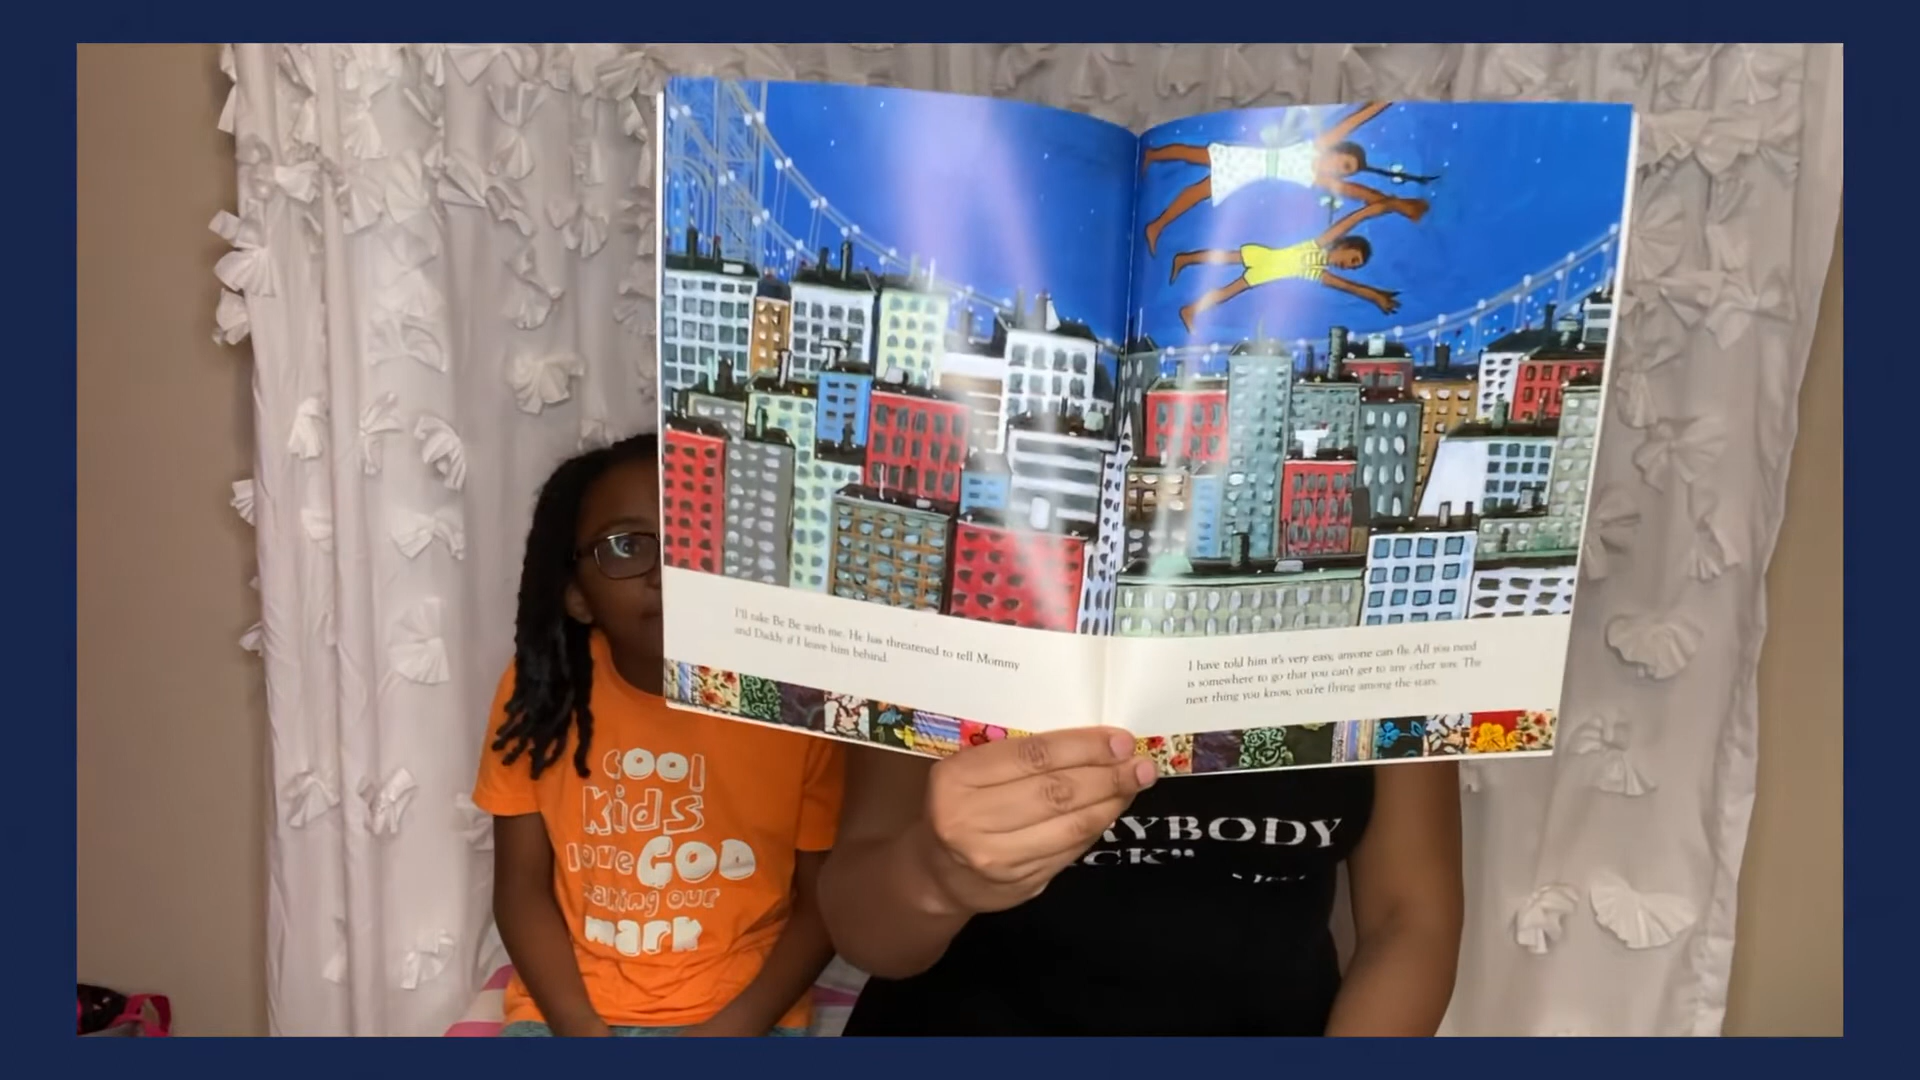 I'll take Be Be with me. He has threatened to tell Mommy
and Daddy if I leave him behind.
I have told him it's very easy, anyone can fly. All you need
is somewhere to go that you can't get to any other way. The
next thing you know, you're flying among the stars.
cool
kids
love GOD
making our
mark
RYBODY
CK"